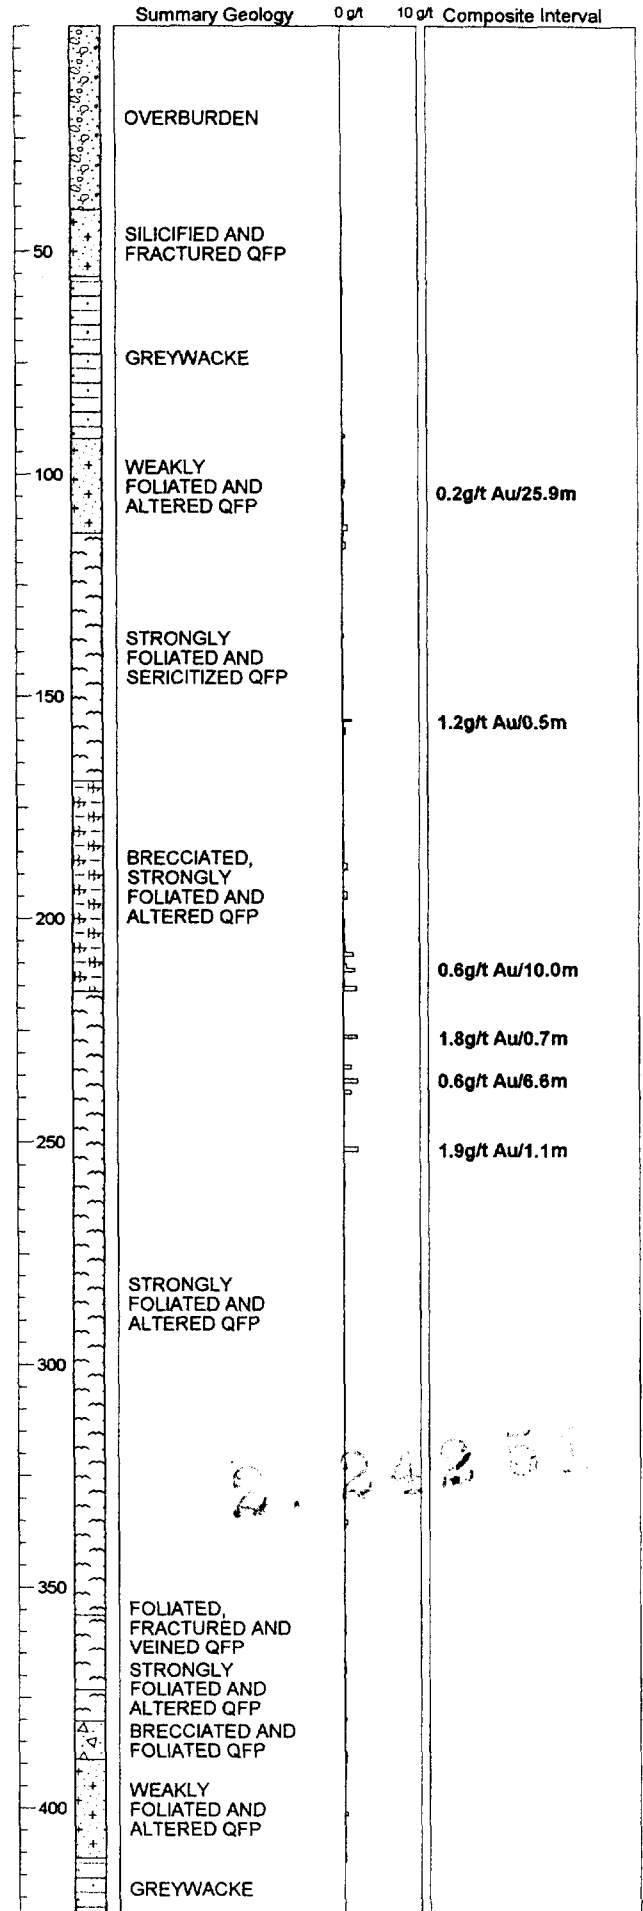 Summary Geology 0 g/t 10 g/t Composite Interval
OVERBURDEN
SILICIFIED AND
FRACTURED QFP
50
GREYWACKE
100
WEAKLY
FOLIATED AND
ALTERED QFP
0.2g/t Au/25.9m
STRONGLY
FOLIATED AND
SERICITIZED QFP
150
1.2g/t Au/0.5m
BRECCIATED,
STRONGLY
FOLIATED AND
ALTERED QFP
200
0.6g/t Au/10.0m
1.8g/t Au/0.7m
0.6g/t Au/6.6m
250
1.9g/t Au/1.1m
STRONGLY
FOLIATED AND
ALTERED QFP
300
2.24251
350
FOLIATED,
FRACTURED AND
VEINED QFP
STRONGLY
FOLIATED AND
ALTERED QFP
BRECCIATED AND
FOLIATED QFP
WEAKLY
FOLIATED AND
ALTERED QFP
400
GREYWACKE